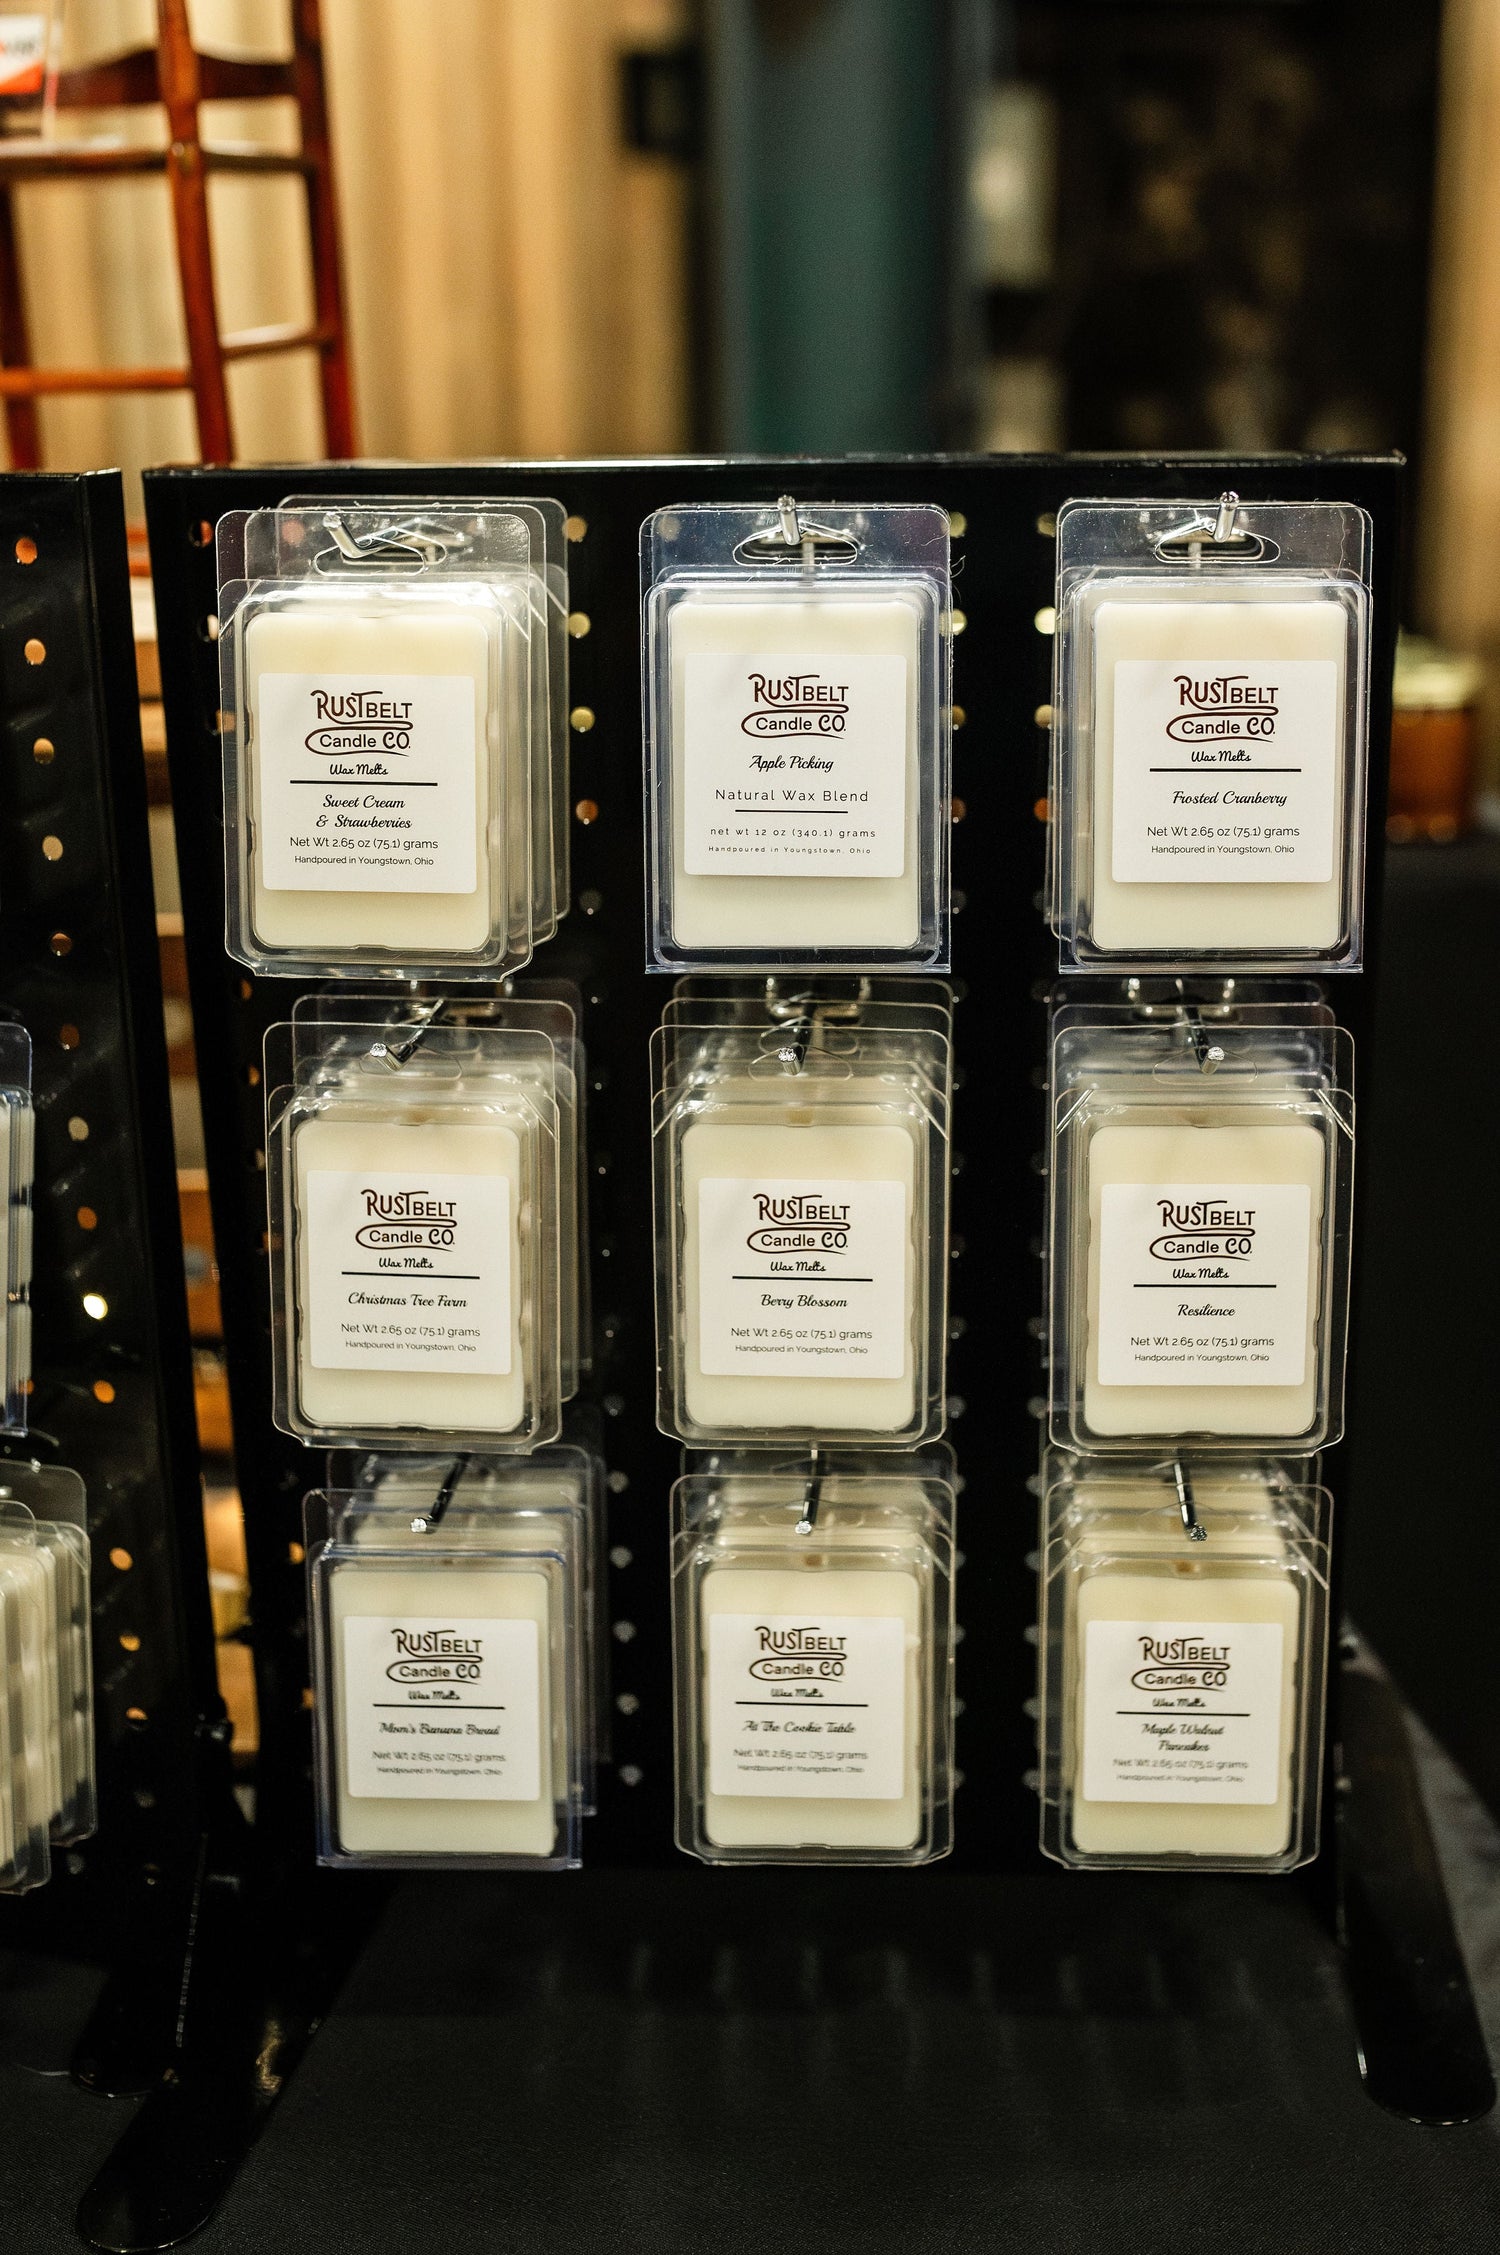 RUSTBELT
Candle CO.
Wax Melts
Sweet Cream
& Strawberries
Net Wt 2.65 oz (75.1) grams
Handpoured in Youngstown, Ohio
RUSTBELT
Candle CO.
Apple Picking
Natural Wax Blend
net wt 12 oz (340.1) grams
Handpoured in Youngstown, Ohio
RUSTBELT
Candle CO.
Wax Melts
Frosted Cranberry
Net Wt 2.65 oz (75.1) grams
Handpoured in Youngstown, Ohio
RUSTBELT
Candle CO.
Wax Melts
Christmas Tree Farm
Net Wt 2.65 oz (75.1) grams
Handpoured in Youngstown, Ohio
RUSTBELT
Candle CO.
Wax Melts
Berry Blossom
Net Wt 2.65 oz (75.1) grams
Handpoured in Youngstown, Ohio
RUSTBELT
Candle CO.
Wax Melts
Resilience
Net Wt 2.65 oz (75.1) grams
Handpoured in Youngstown, Ohio
RUSTBELT
Candle CO.
Wax Melts
Mom's Banana Bread
Net Wt 2.65 oz (75.1) grams
Handpoured in Youngstown, Ohio
RUSTBELT
Candle CO.
Wax Melts
At The Cookie Table
Net Wt 2.65 oz (75.1) grams
Handpoured in Youngstown, Ohio
RUSTBELT
Candle CO.
Wax Melts
Maple Walnut
Pancakes
Net Wt 2.65 oz (75.1) grams
Handpoured in Youngstown, Ohio